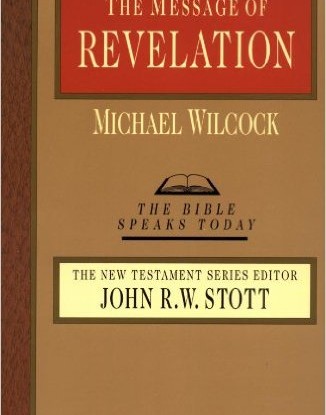 THE MESSAGE OF
REVELATION
MICHAEL WILCOCK
THE BIBLE
SPEAKS TODAY
THE NEW TESTAMENT SERIES EDITOR
JOHN R.W. STOTT